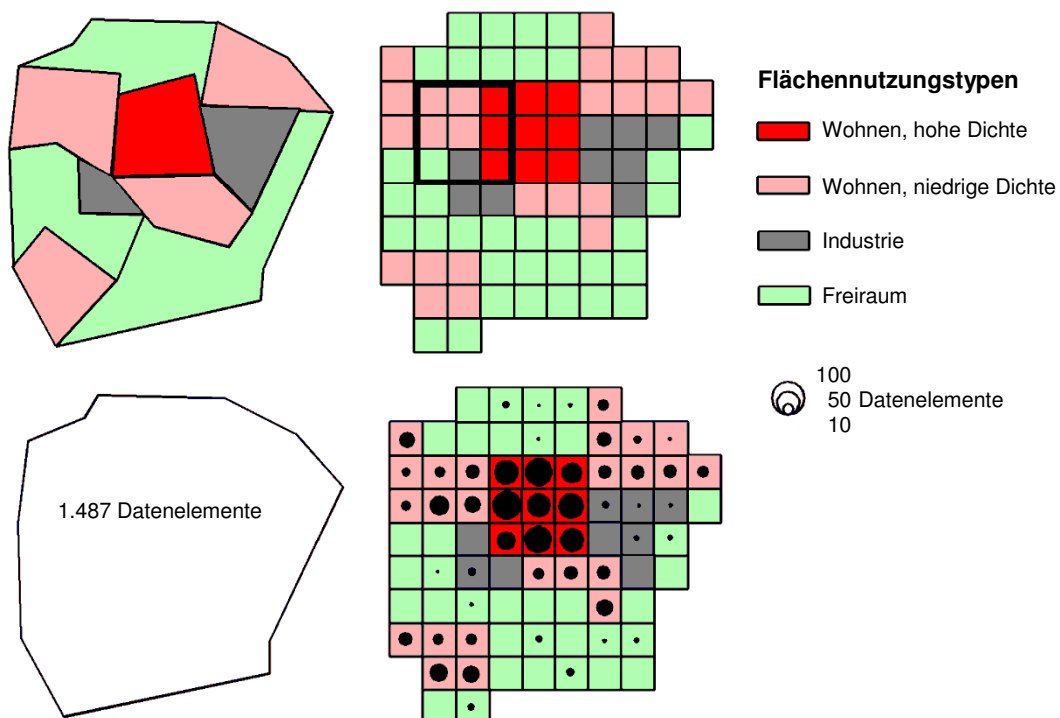 Flächennutzungstypen
Wohnen, hohe Dichte
Wohnen, niedrige Dichte
Industrie
Freiraum
100
50 Datenelemente
10
1.487 Datenelemente